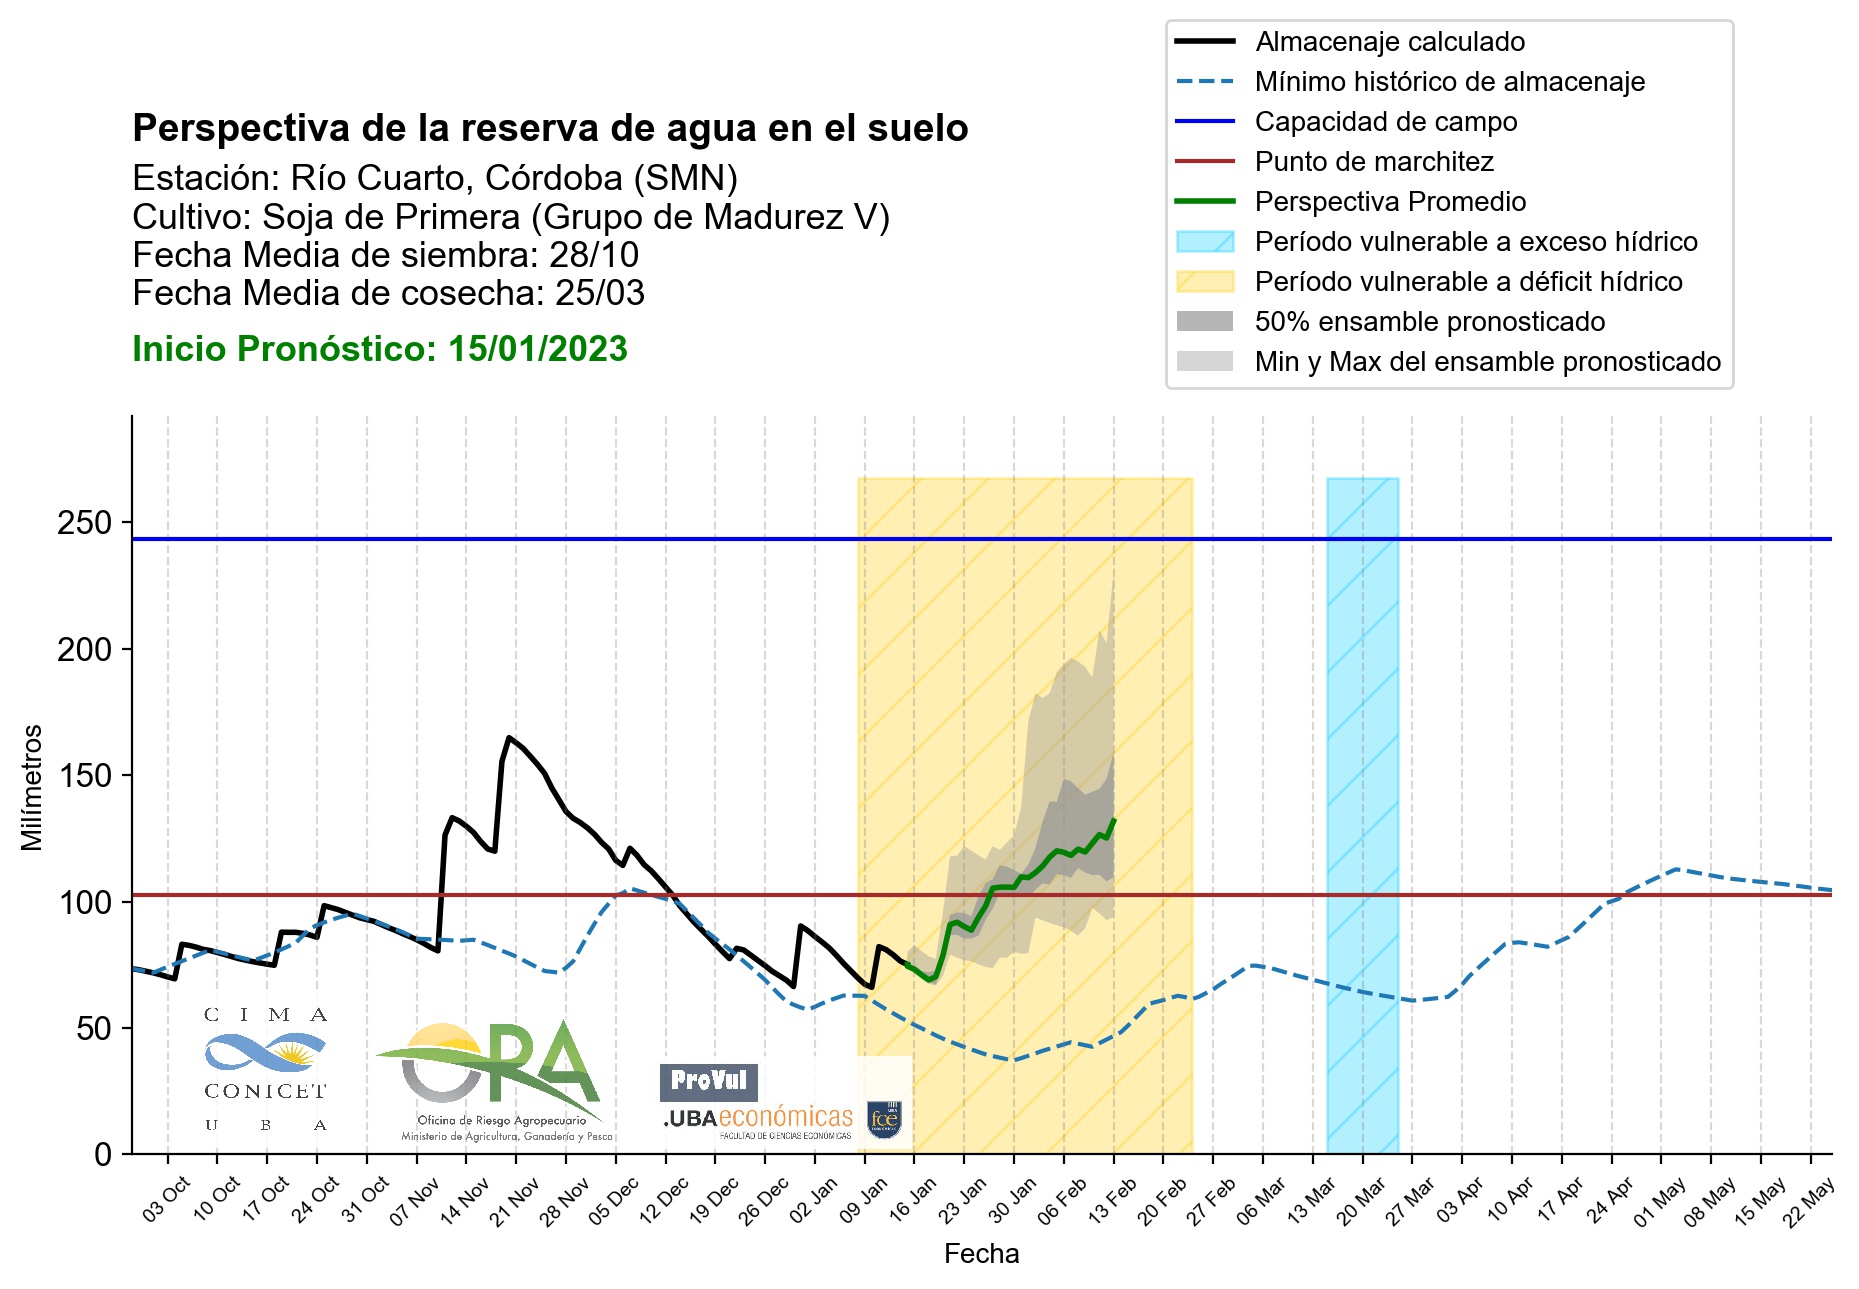 Almacenaje calculado
Mínimo histórico de almacenaje
Capacidad de campo
Punto de marchitez
Perspectiva Promedio
Período vulnerable a exceso hídrico
Período vulnerable a déficit hídrico
50% ensamble pronosticado
Min y Max del ensamble pronosticado
Perspectiva de la reserva de agua en el suelo
Estación: Río Cuarto, Córdoba (SMN)
Cultivo: Soja de Primera (Grupo de Madurez V)
Fecha Media de siembra: 28/10
Fecha Media de cosecha: 25/03
Inicio Pronóstico: 15/01/2023
Milímetros
250
200
150
100
50
0
CIMA
CONICET
UBA
OPA
Oficina de Riesgo Agropecuario
Ministerio de Agricultura, Ganadería y Pesca
ProVul
.UBAeconómicas
FACULTAD DE CIENCIAS ECONÓMICAS
UBA
fce
03 Oct
10 Oct
17 Oct
24 Oct
31 Oct
07 Nov
14 Nov
21 Nov
28 Nov
05 Dec
12 Dec
19 Dec
26 Dec
02 Jan
09 Jan
16 Jan
23 Jan
30 Jan
06 Feb
13 Feb
20 Feb
27 Feb
06 Mar
13 Mar
20 Mar
27 Mar
03 Apr
10 Apr
17 Apr
24 Apr
01 May
08 May
15 May
22 May
Fecha